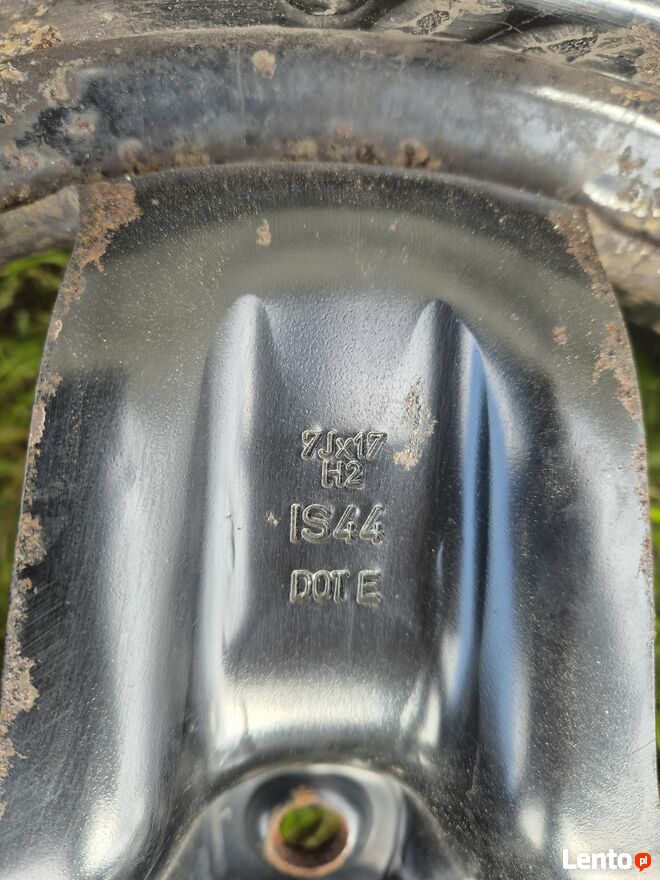 7Jx17
H2
IS44
DOT E
Lento.pl